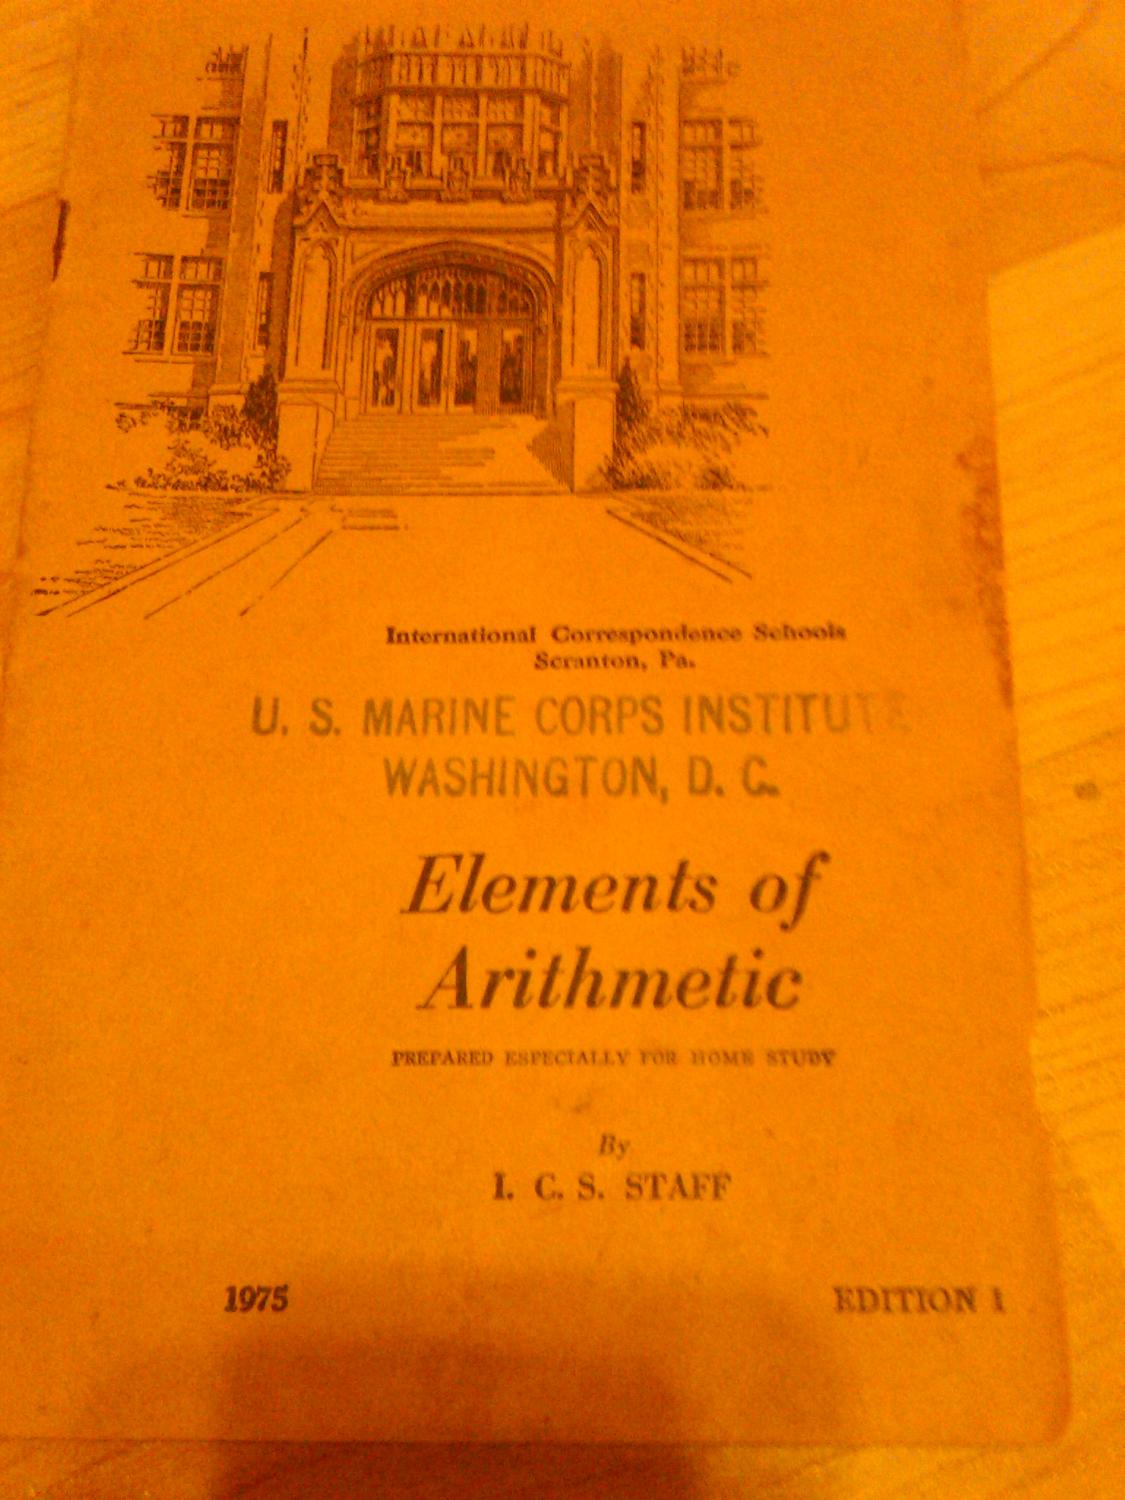 International Correspondence Schools
Scranton, Pa.
U. S. MARINE CORPS INSTITUTE
WASHINGTON, D. C.
Elements of
Arithmetic
PREPARED ESPECIALLY FOR HOME STUDY
By
I. C. S. STAFF
1975 EDITION 1